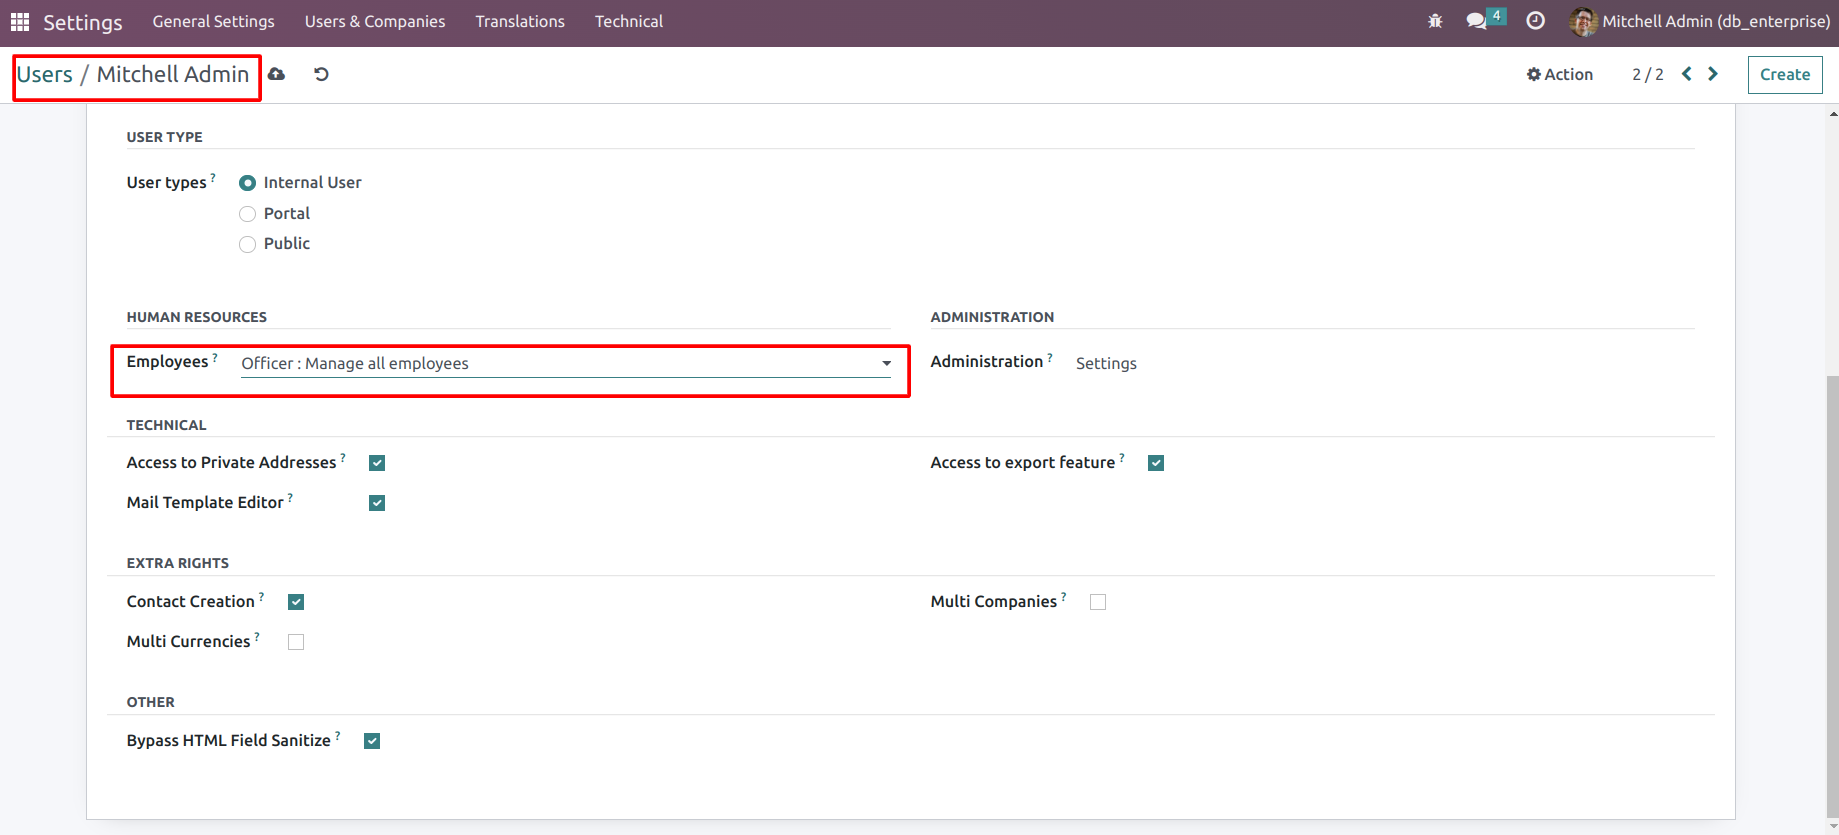 Settings General Settings Users & Companies Translations Technical 4 Mitchell Admin (db_enterprise)
Users / Mitchell Admin Action 2 / 2 Create
USER TYPE
User types ? Internal User
Portal
Public
HUMAN RESOURCES ADMINISTRATION
Employees ? Officer : Manage all employees Administration ? Settings
TECHNICAL
Access to Private Addresses ? Access to export feature ?
Mail Template Editor ?
EXTRA RIGHTS
Contact Creation ? Multi Companies ?
Multi Currencies ?
OTHER
Bypass HTML Field Sanitize ?